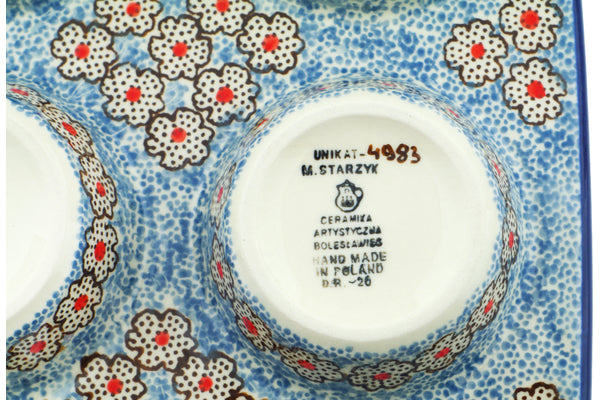 UNIKAT-4983
M.STARZYK
CERAMIKA
ARTYSTYCZNA
BOLESŁAWIEC
HAND MADE
IN POLAND
D.R.-26